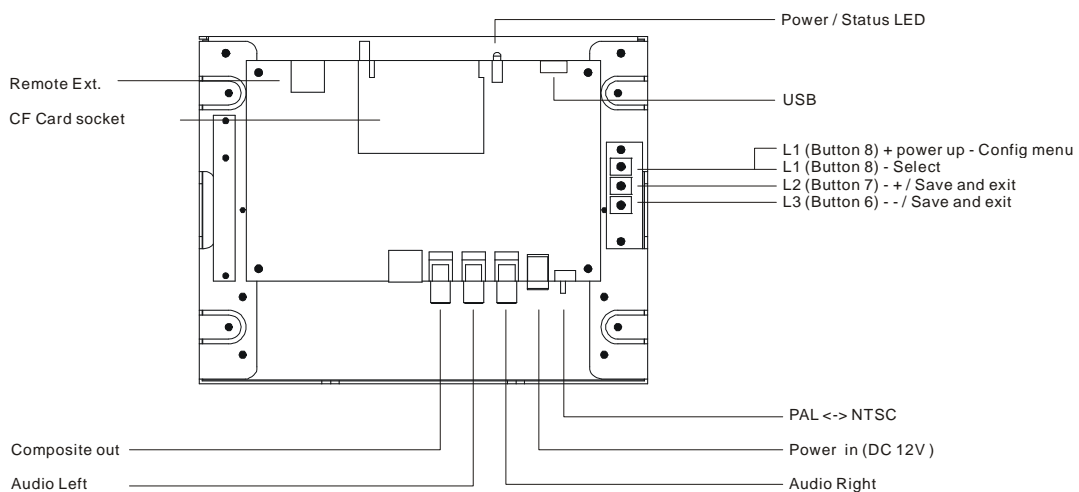 Power / Status LED
Remote Ext.
USB
CF Card socket
L1 (Button 8) + power up - Config menu
L1 (Button 8) - Select
L2 (Button 7) - + / Save and exit
L3 (Button 6) - - / Save and exit
PAL <-> NTSC
Composite out
Power in (DC 12V )
Audio Left
Audio Right